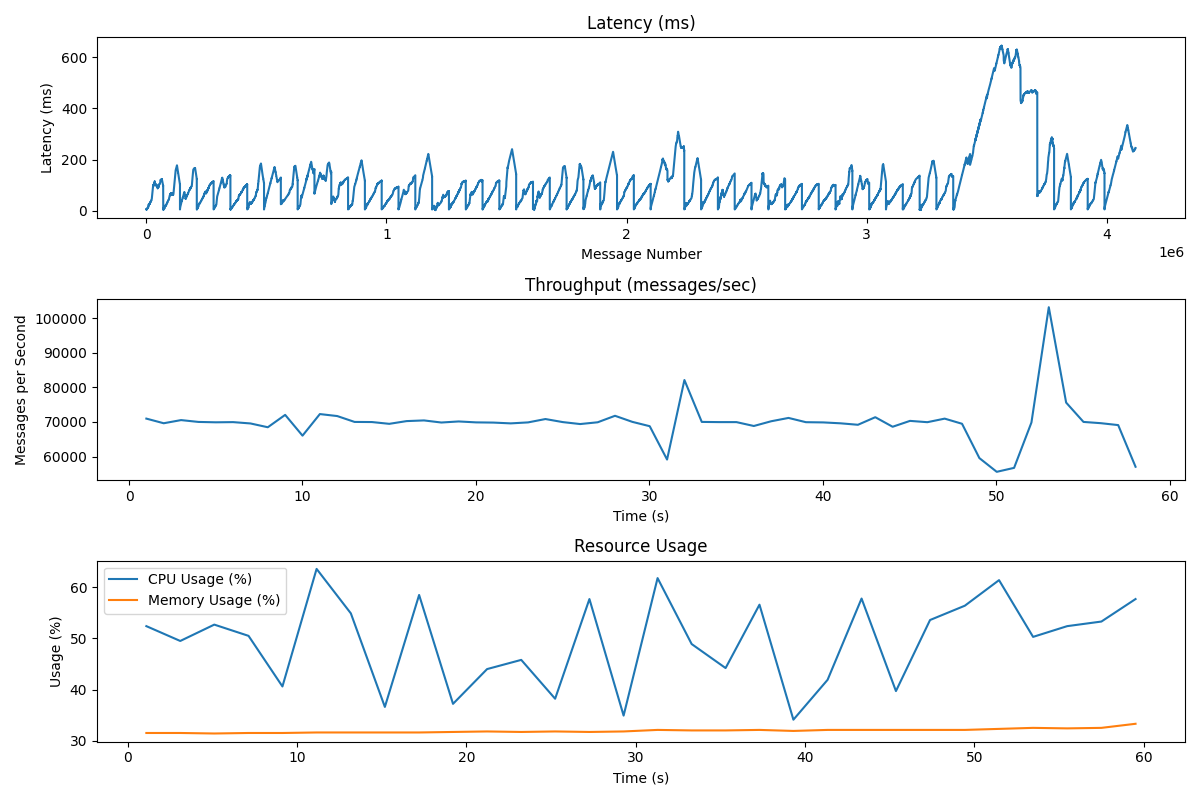 Latency (ms)
Latency (ms)
600
400
200
0
0 1 2 3 4
1e6
Message Number
Throughput (messages/sec)
Messages per Second
100000
90000
80000
70000
60000
0 10 20 30 40 50 60
Time (s)
Resource Usage
Usage (%)
CPU Usage (%)
Memory Usage (%)
60
50
40
30
0 10 20 30 40 50 60
Time (s)